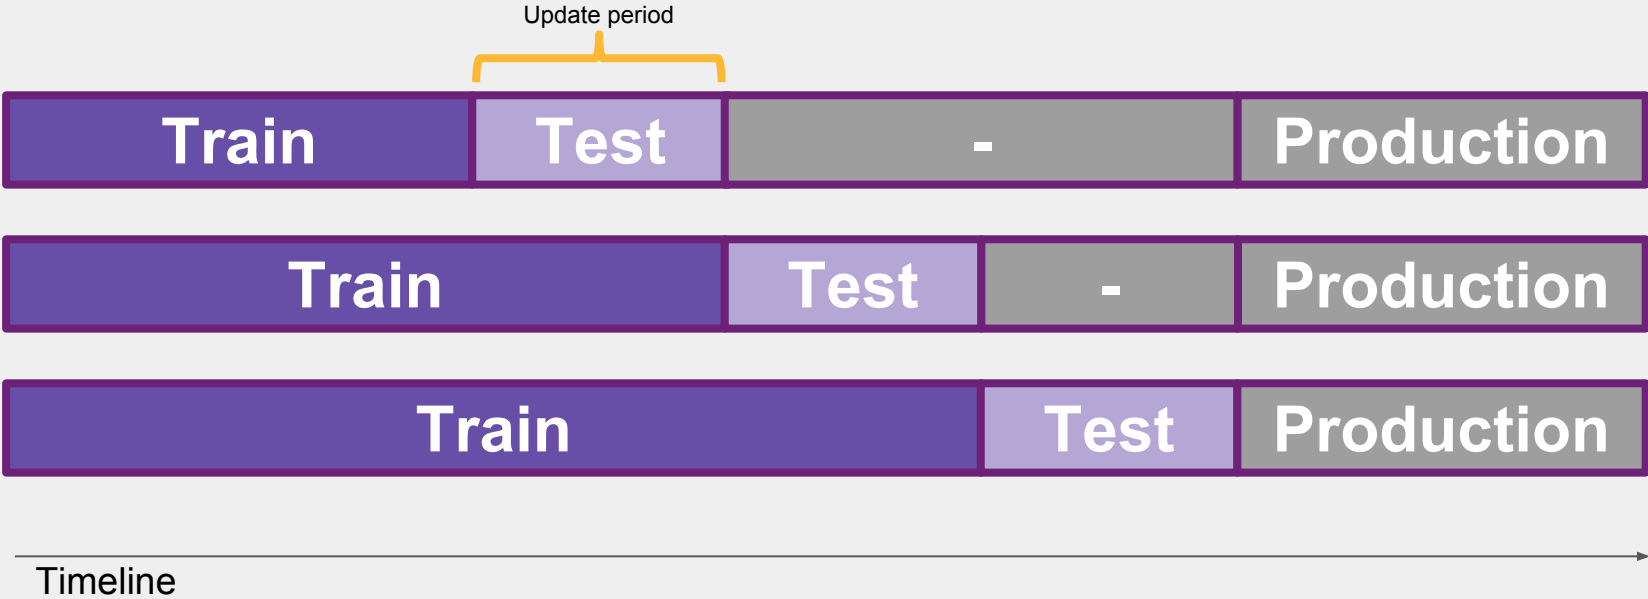 Update period
Train Test - Production
Train Test - Production
Train Test Production
Timeline